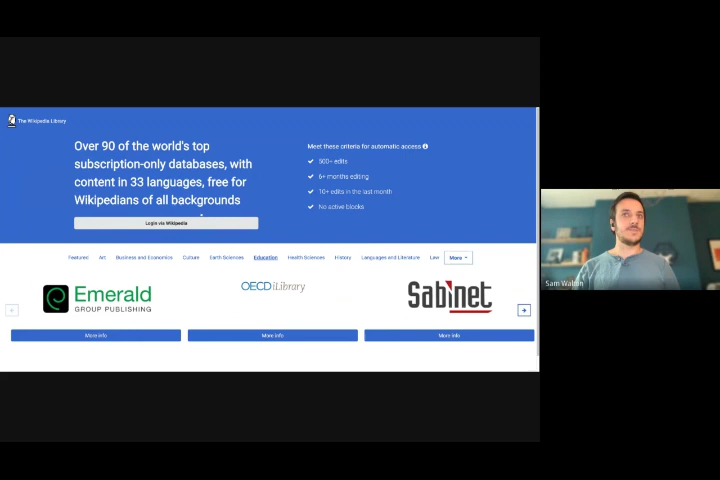 The Wikipedia Library
Over 90 of the world's top
subscription-only databases, with
content in 33 languages, free for
Wikipedians of all backgrounds
Login via Wikipedia
Meet these criteria for automatic access
500+ edits
6+ months editing
10+ edits in the last month
No active blocks
Featured Art Business and Economics Culture Earth Sciences Education Health Sciences History Languages and Literature Law More
Emerald
GROUP PUBLISHING
OECD iLibrary
Sabinet
More info More info More info
Sam Walton